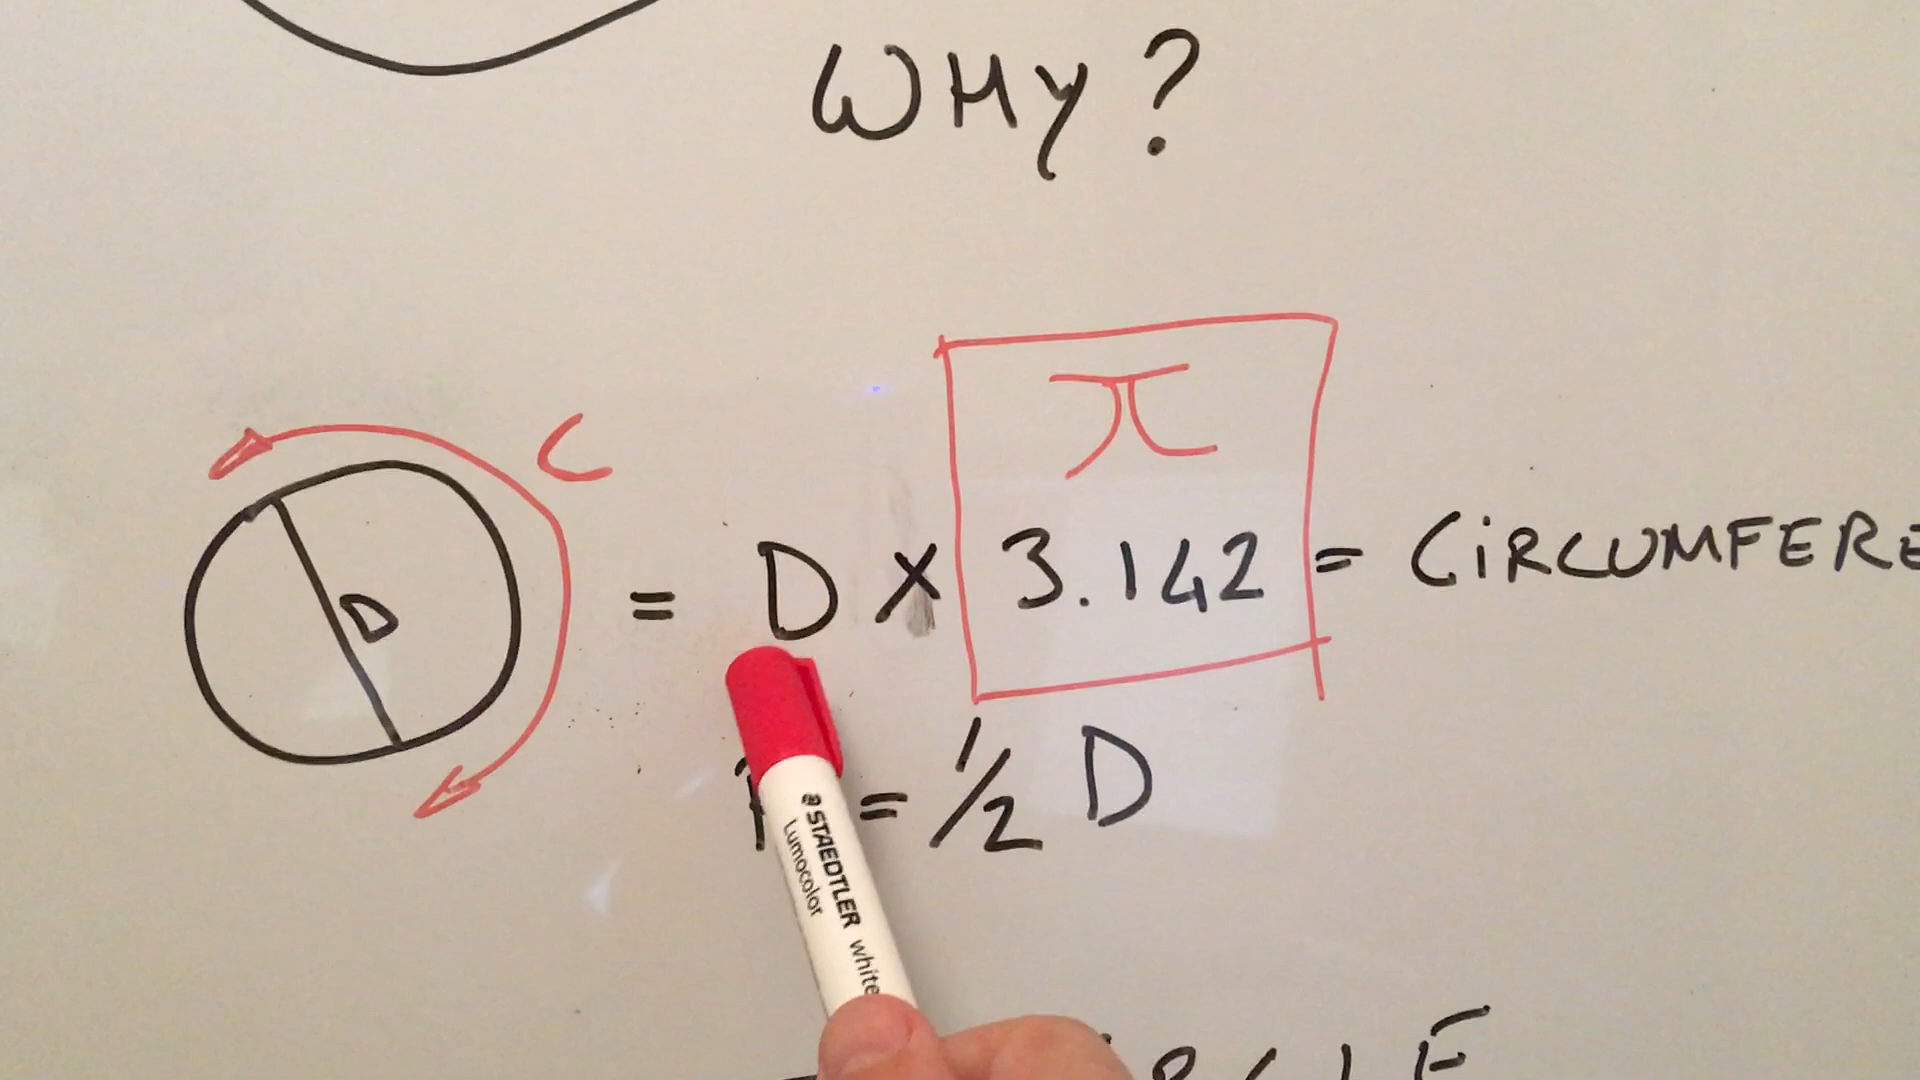 WHY?
C
π
D
= D x 3.142 = CIRCUMFERE
= 1/2 D
STAEDTLER white
Lumocolor